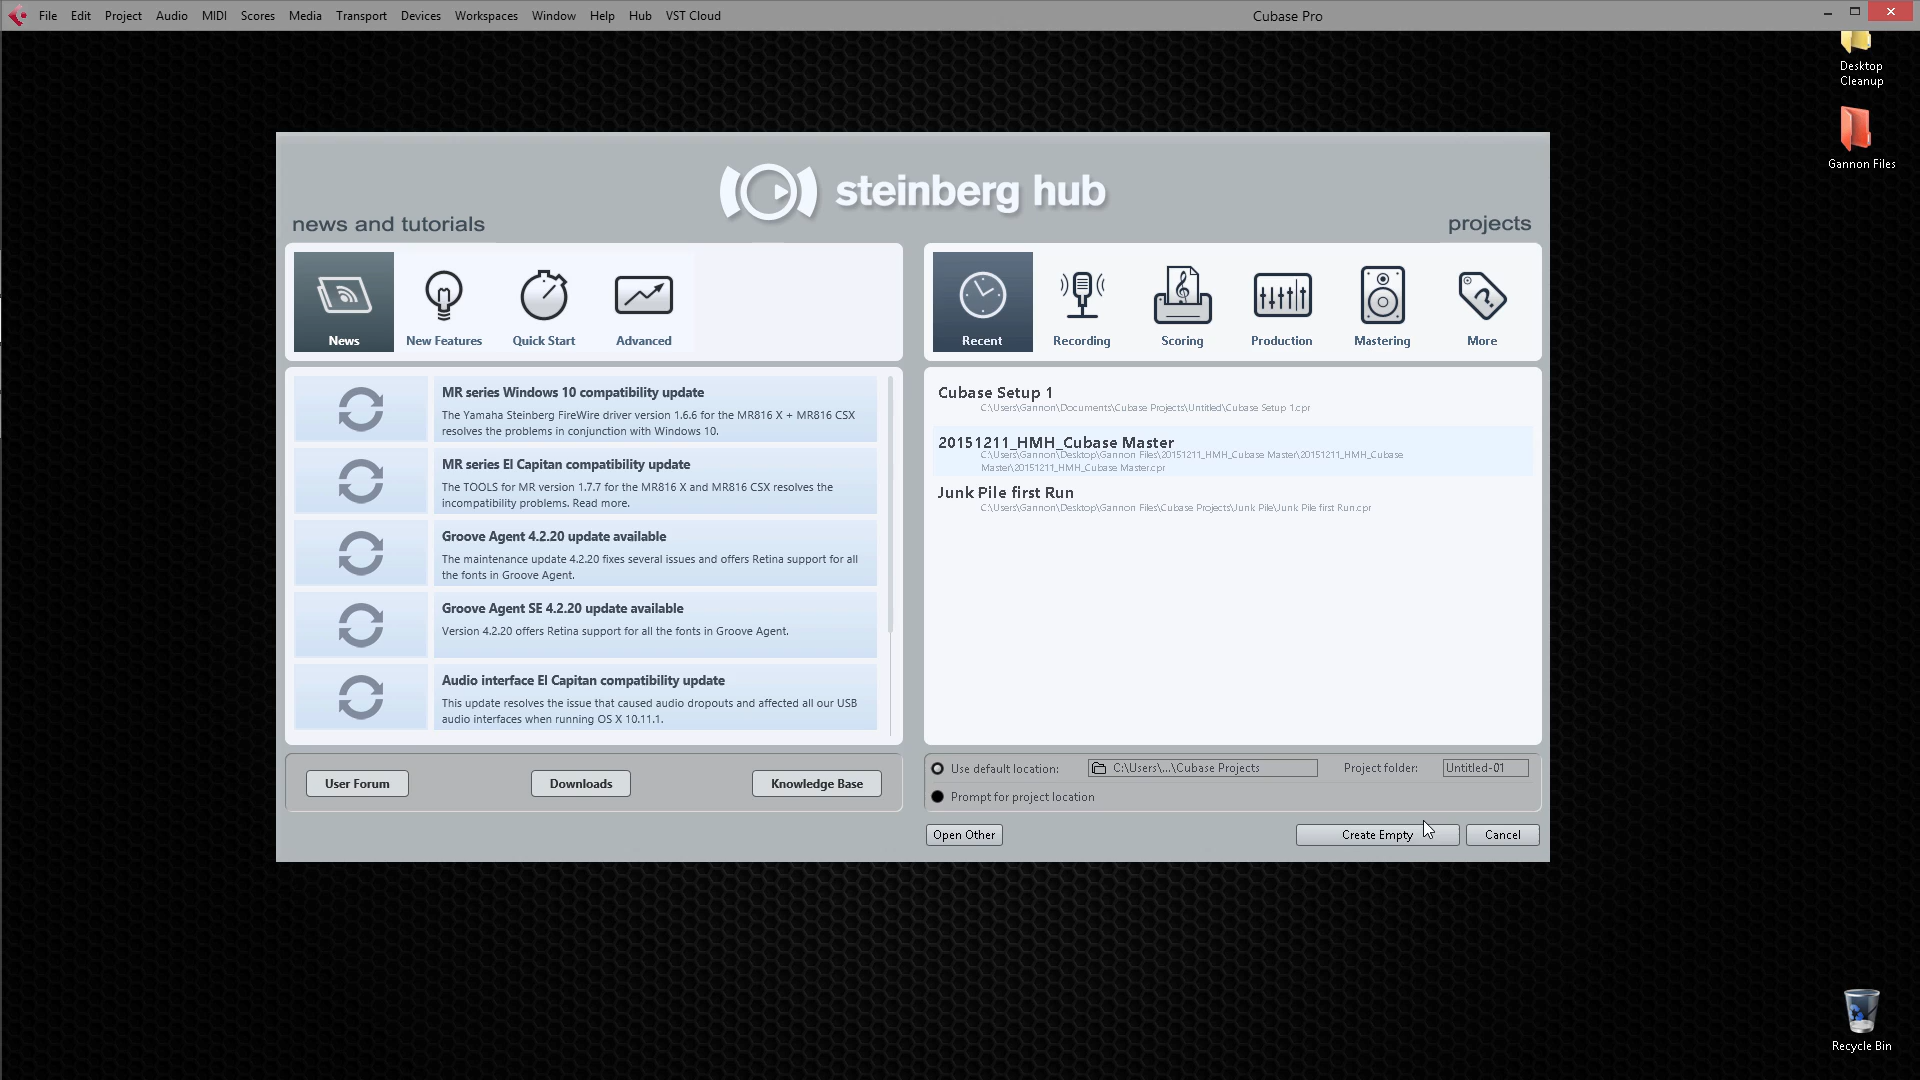 File Edit Project Audio MIDI Scores Media Transport Devices Workspaces Window Help Hub VST Cloud
Cubase Pro
Desktop
Cleanup
Gannon Files
steinberg hub
news and tutorials
projects
News
New Features
Quick Start
Advanced
Recent
Recording
Scoring
Production
Mastering
More
MR series Windows 10 compatibility update
The Yamaha Steinberg FireWire driver version 1.6.6 for the MR816 X + MR816 CSX
resolves the problems in conjunction with Windows 10.
MR series El Capitan compatibility update
The TOOLS for MR version 1.7.7 for the MR816 X and MR816 CSX resolves the
incompatibility problems. Read more.
Groove Agent 4.2.20 update available
The maintenance update 4.2.20 fixes several issues and offers Retina support for all
the fonts in Groove Agent.
Groove Agent SE 4.2.20 update available
Version 4.2.20 offers Retina support for all the fonts in Groove Agent.
Audio interface El Capitan compatibility update
This update resolves the issue that caused audio dropouts and affected all our USB
audio interfaces when running OS X 10.11.1.
Cubase Setup 1
C:\Users\Gannon\Documents\Cubase Projects\Untitled\Cubase Setup 1.cpr
20151211_HMH_Cubase Master
C:\Users\Gannon\Desktop\Gannon Files\20151211_HMH_Cubase Master\20151211_HMH_Cubase
Master\20151211_HMH_Cubase Master.cpr
Junk Pile first Run
C:\Users\Gannon\Desktop\Gannon Files\Cubase Projects\Junk Pile\Junk Pile first Run.cpr
User Forum
Downloads
Knowledge Base
Use default location:
C:\Users\...\Cubase Projects
Project folder:
Untitled-01
Prompt for project location
Open Other
Create Empty
Cancel
Recycle Bin